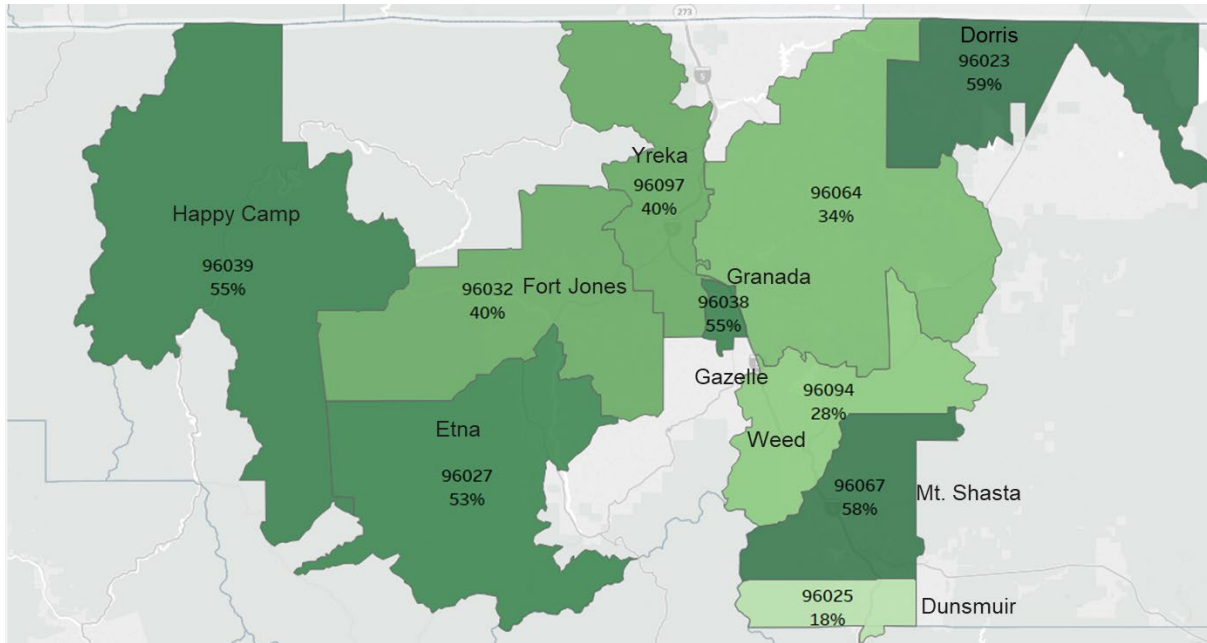 273
5
Dorris
96023
59%
Yreka
96097
40%
96064
34%
Happy Camp
96039
55%
96032
40%
Fort Jones
Granada
96038
55%
Gazelle
96094
28%
Weed
Etna
96027
53%
96067
58%
Mt. Shasta
96025
18%
Dunsmuir